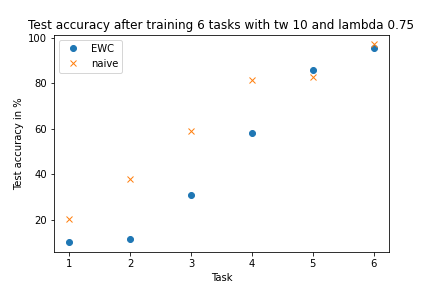 Test accuracy after training 6 tasks with tw 10 and lambda 0.75
100
80
60
40
20
Test accuracy in %
EWC
naive
1 2 3 4 5 6
Task